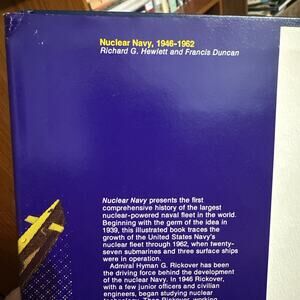 Nuclear Navy, 1946-1962
Richard G. Hewlett and Francis Duncan
Nuclear Navy presents the first
comprehensive history of the largest
nuclear-powered naval fleet in the world.
Beginning with the germ of the idea in
1939, this illustrated book traces the
growth of the United States Navy's
nuclear fleet through 1962, when twenty-
seven submarines and three surface ships
were in operation.
Admiral Hyman G. Rickover has been
the driving force behind the development
of the nuclear Navy. In 1946 Rickover,
with a few junior officers and civilian
engineers, began studying nuclear